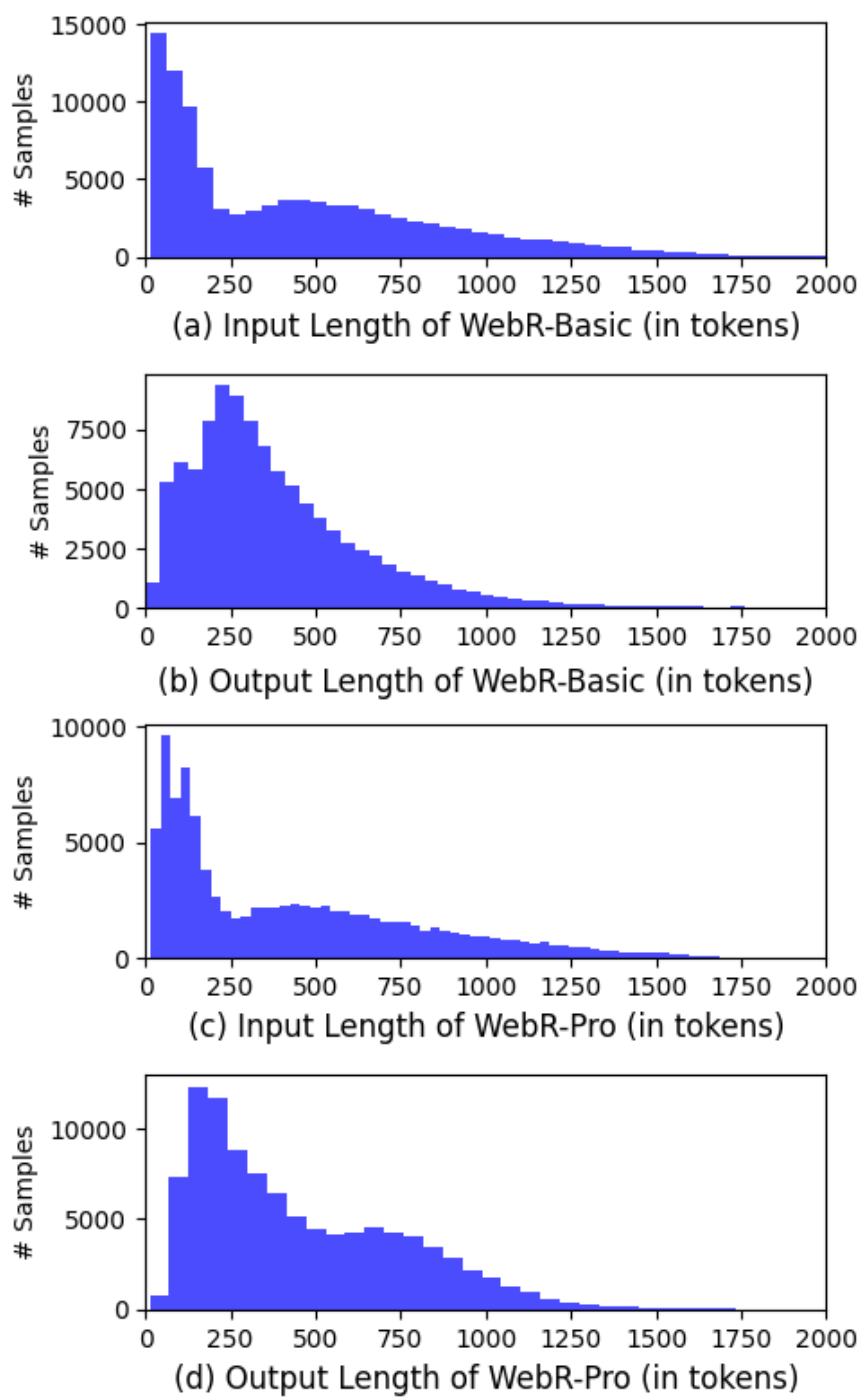 15000
10000
5000
0
# Samples
0 250 500 750 1000 1250 1500 1750 2000
(a) Input Length of WebR-Basic (in tokens)
7500
5000
2500
0
# Samples
0 250 500 750 1000 1250 1500 1750 2000
(b) Output Length of WebR-Basic (in tokens)
10000
5000
0
# Samples
0 250 500 750 1000 1250 1500 1750 2000
(c) Input Length of WebR-Pro (in tokens)
10000
5000
0
# Samples
0 250 500 750 1000 1250 1500 1750 2000
(d) Output Length of WebR-Pro (in tokens)